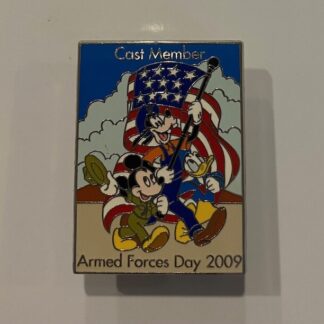 Cast Member
Armed Forces Day 2009